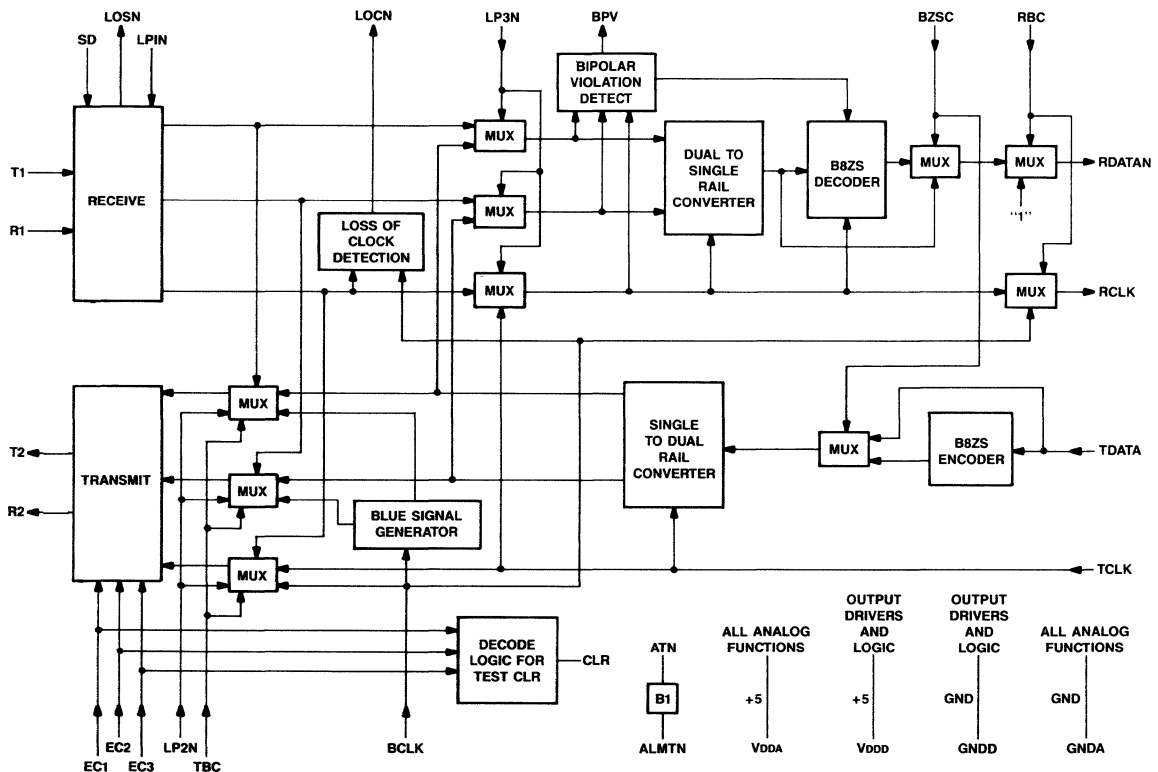 LOSN
LOCN
LP3N
BPV
BZSC
RBC
SD
LPIN
BIPOLAR
VIOLATION
DETECT
MUX
T1
RECEIVE
R1
DUAL TO
SINGLE
RAIL
CONVERTER
B8ZS
DECODER
MUX
MUX
RDATAN
MUX
"1"
LOSS OF
CLOCK
DETECTION
MUX
MUX
RCLK
MUX
T2
TRANSMIT
R2
MUX
BLUE SIGNAL
GENERATOR
SINGLE
TO DUAL
RAIL
CONVERTER
MUX
B8ZS
ENCODER
TDATA
MUX
TCLK
DECODE
LOGIC FOR
TEST CLR
CLR
EC1
EC2
EC3
LP2N
TBC
BCLK
ATN
B1
ALMTN
ALL ANALOG
FUNCTIONS
+5
VDDA
OUTPUT
DRIVERS
AND
LOGIC
+5
VDDD
OUTPUT
DRIVERS
AND
LOGIC
GND
GNDD
ALL ANALOG
FUNCTIONS
GND
GNDA